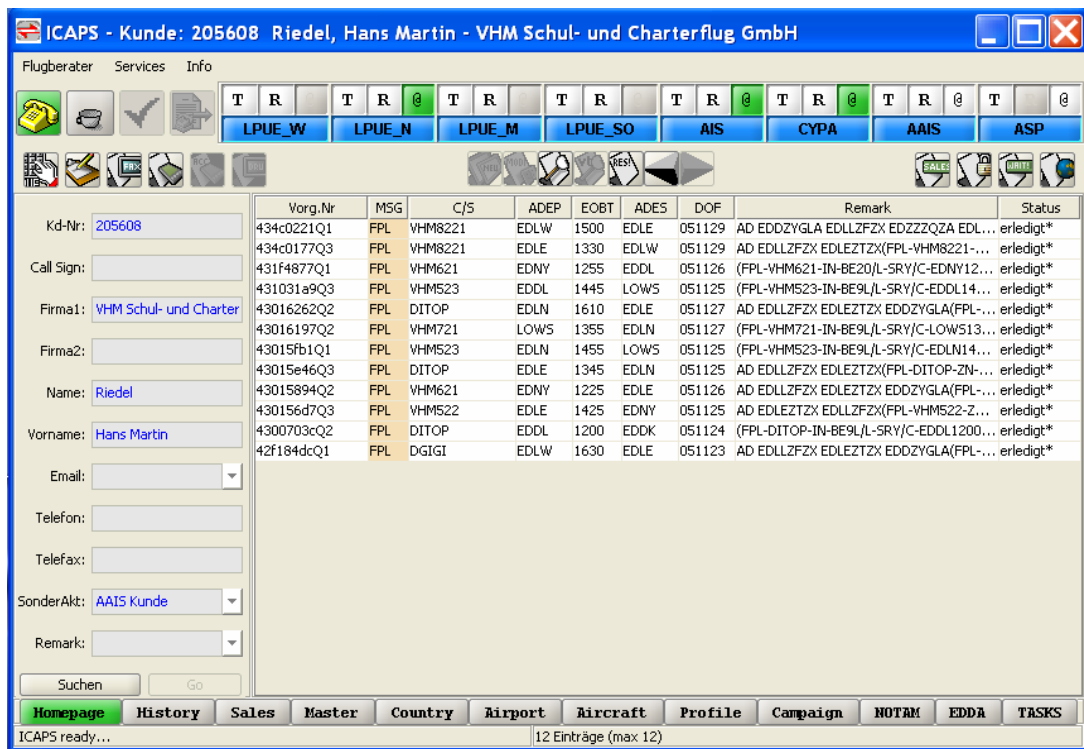 ICAPS - Kunde: 205608 Riedel, Hans Martin - VHM Schul- und Charterflug GmbH
Flugberater Services Info
T R T R @ T R T R T R @ T R @ T R @ T @
LPUE_W LPUE_N LPUE_M LPUE_SO AIS CYPA AAIS ASP
FAX RES! SALES WRITE
Vorg.Nr MSG C/S ADEP EOBT ADES DOF Remark Status
Kd-Nr: 205608
Call Sign:
Firma1: VHM Schul- und Charter
Firma2:
Name: Riedel
Vorname: Hans Martin
Email:
Telefon:
Telefax:
SonderAkt: AAIS Kunde
Remark:
Suchen Go
434c0221Q1 FPL VHM8221 EDLW 1500 EDLE 051129 AD EDDZYGLA EDLLZFZX EDZZZQZA EDL... erledigt*
434c0177Q3 FPL VHM8221 EDLE 1330 EDLW 051129 AD EDLLZFZX EDLEZTZX(FPL-VHM8221-... erledigt*
431f4877Q1 FPL VHM621 EDNY 1255 EDDL 051126 (FPL-VHM621-IN-BE20/L-SRY/C-EDNY12... erledigt*
431031a9Q3 FPL VHM523 EDDL 1445 LOWS 051125 (FPL-VHM523-IN-BE9L/L-SRY/C-EDDL14... erledigt*
43016262Q2 FPL DITOP EDLN 1610 EDLE 051127 AD EDLLZFZX EDLEZTZX EDDZYGLA(FPL-... erledigt*
43016197Q2 FPL VHM721 LOWS 1355 EDLN 051127 (FPL-VHM721-IN-BE9L/L-SRY/C-LOWS13... erledigt*
43015fb1Q1 FPL VHM523 EDLN 1455 LOWS 051125 (FPL-VHM523-IN-BE9L/L-SRY/C-EDLN14... erledigt*
43015e46Q3 FPL DITOP EDLE 1345 EDLN 051125 AD EDLLZFZX EDLEZTZX(FPL-DITOP-ZN-... erledigt*
43015894Q2 FPL VHM621 EDNY 1225 EDLE 051126 AD EDLLZFZX EDLEZTZX EDDZYGLA(FPL-... erledigt*
430156d7Q3 FPL VHM522 EDLE 1425 EDNY 051125 AD EDLEZTZX EDLLZFZX(FPL-VHM522-Z... erledigt*
4300703cQ2 FPL DITOP EDDL 1200 EDDK 051124 (FPL-DITOP-IN-BE9L/L-SRY/C-EDDL1200... erledigt*
42f184dcQ1 FPL DGIGI EDLW 1630 EDLE 051123 AD EDLLZFZX EDLEZTZX EDDZYGLA(FPL-... erledigt*
Homepage History Sales Master Country Airport Aircraft Profile Campaign NOTAM EDDA TASKS
ICAPS ready... 12 Einträge (max 12)